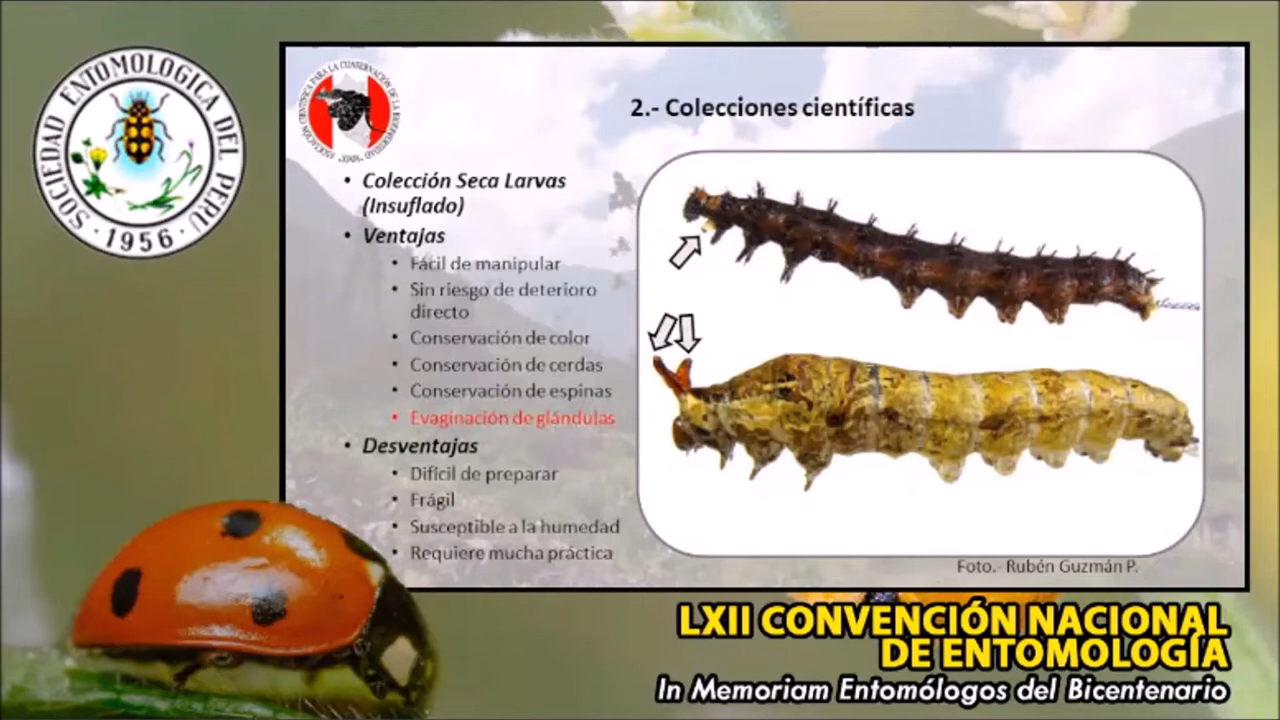 SOCIEDAD ENTOMOLOGICA DEL PERU
· 1956 ·
2.- Colecciones científicas
• Colección Seca Larvas
(Insuflado)
• Ventajas
• Fácil de manipular
• Sin riesgo de deterioro
directo
• Conservación de color
• Conservación de cerdas
• Conservación de espinas
• Evaginación de glándulas
• Desventajas
• Difícil de preparar
• Frágil
• Susceptible a la humedad
• Requiere mucha práctica
Foto.- Rubén Guzmán P.
LXII CONVENCIÓN NACIONAL
DE ENTOMOLOGÍA
In Memoriam Entomólogos del Bicentenario